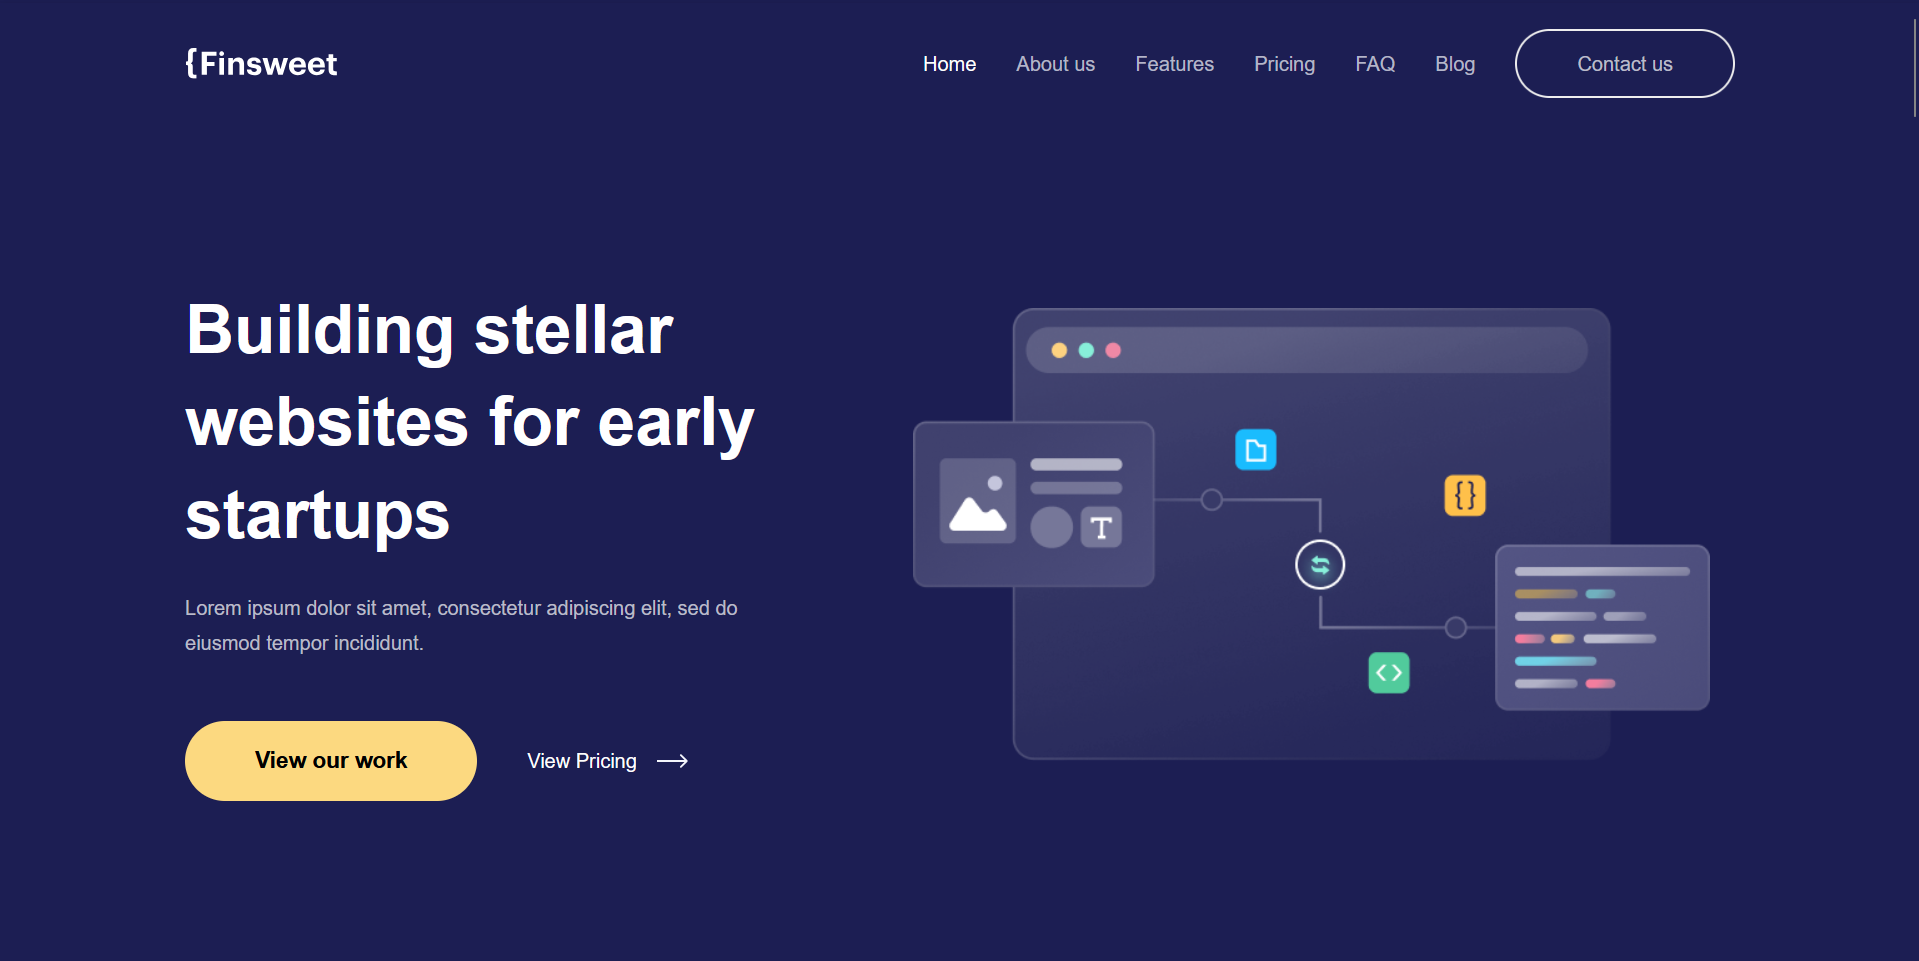 {Finsweet
Home About us Features Pricing FAQ Blog Contact us
Building stellar
websites for early
startups
Lorem ipsum dolor sit amet, consectetur adipiscing elit, sed do
eiusmod tempor incididunt.
View our work
View Pricing
T
{}
<>